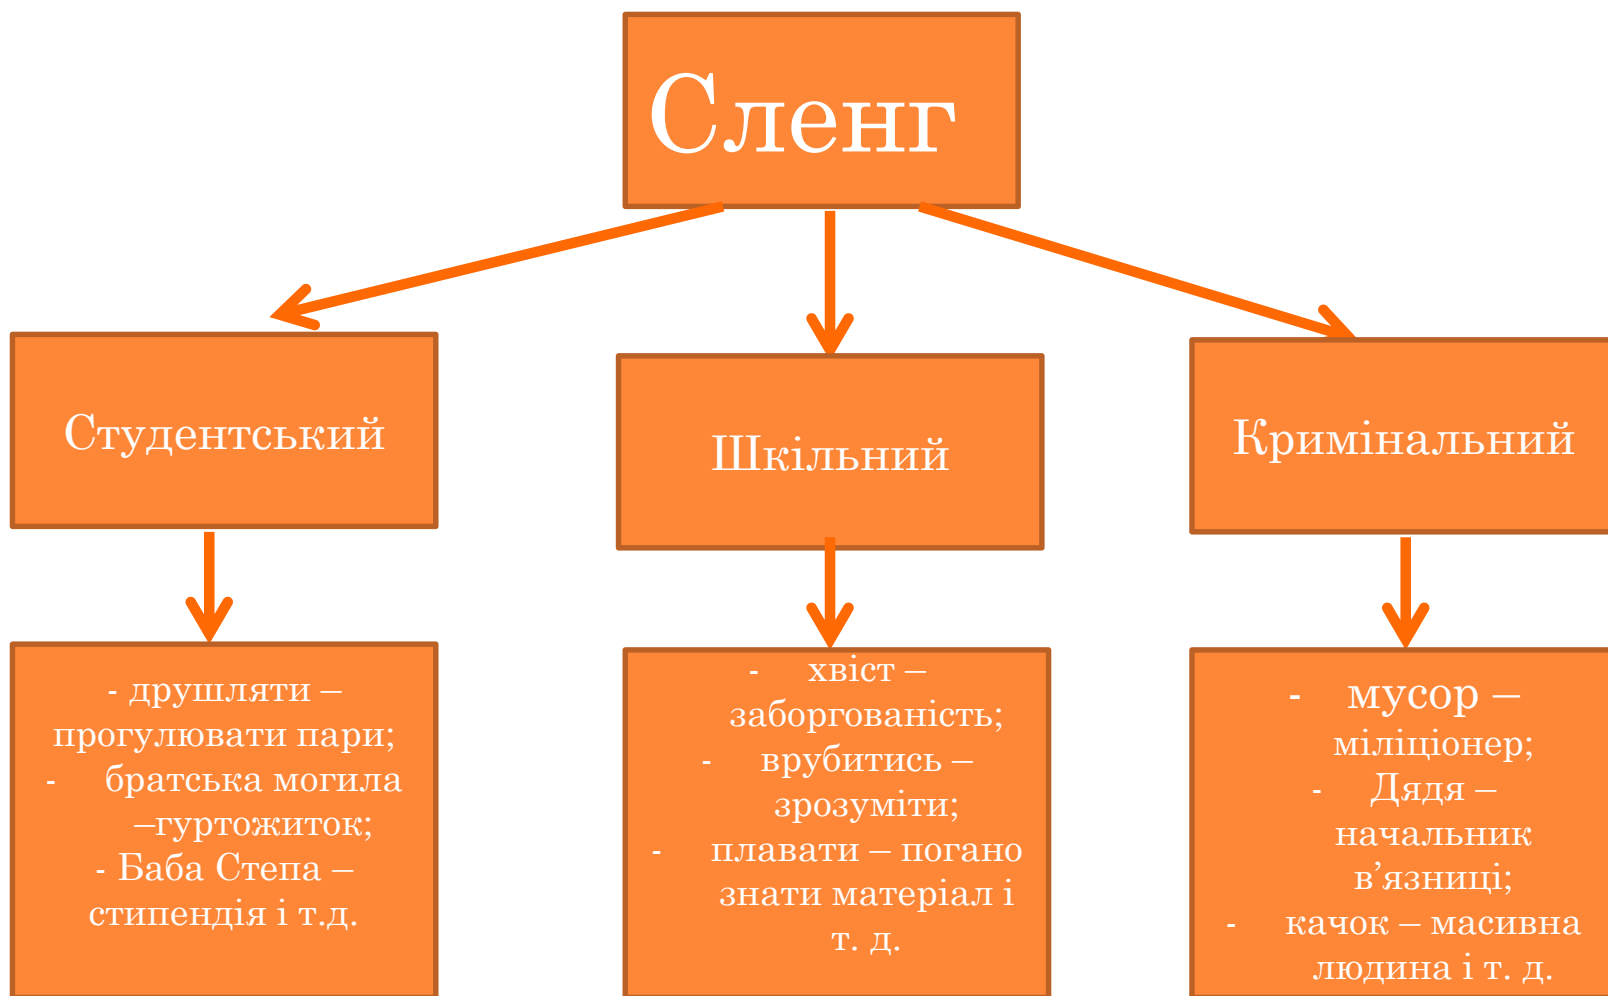 Сленг
Студентський
Шкільний
Кримінальний
- друшляти –
прогулювати пари;
- братська могила
–гуртожиток;
- Баба Степа –
стипендія і т.д.
- хвіст –
заборгованість;
- врубитись –
зрозуміти;
- плавати – погано
знати матеріал і
т. д.
- мусор –
міліціонер;
- Дядя –
начальник
в’язниці;
- качок – масивна
людина і т. д.